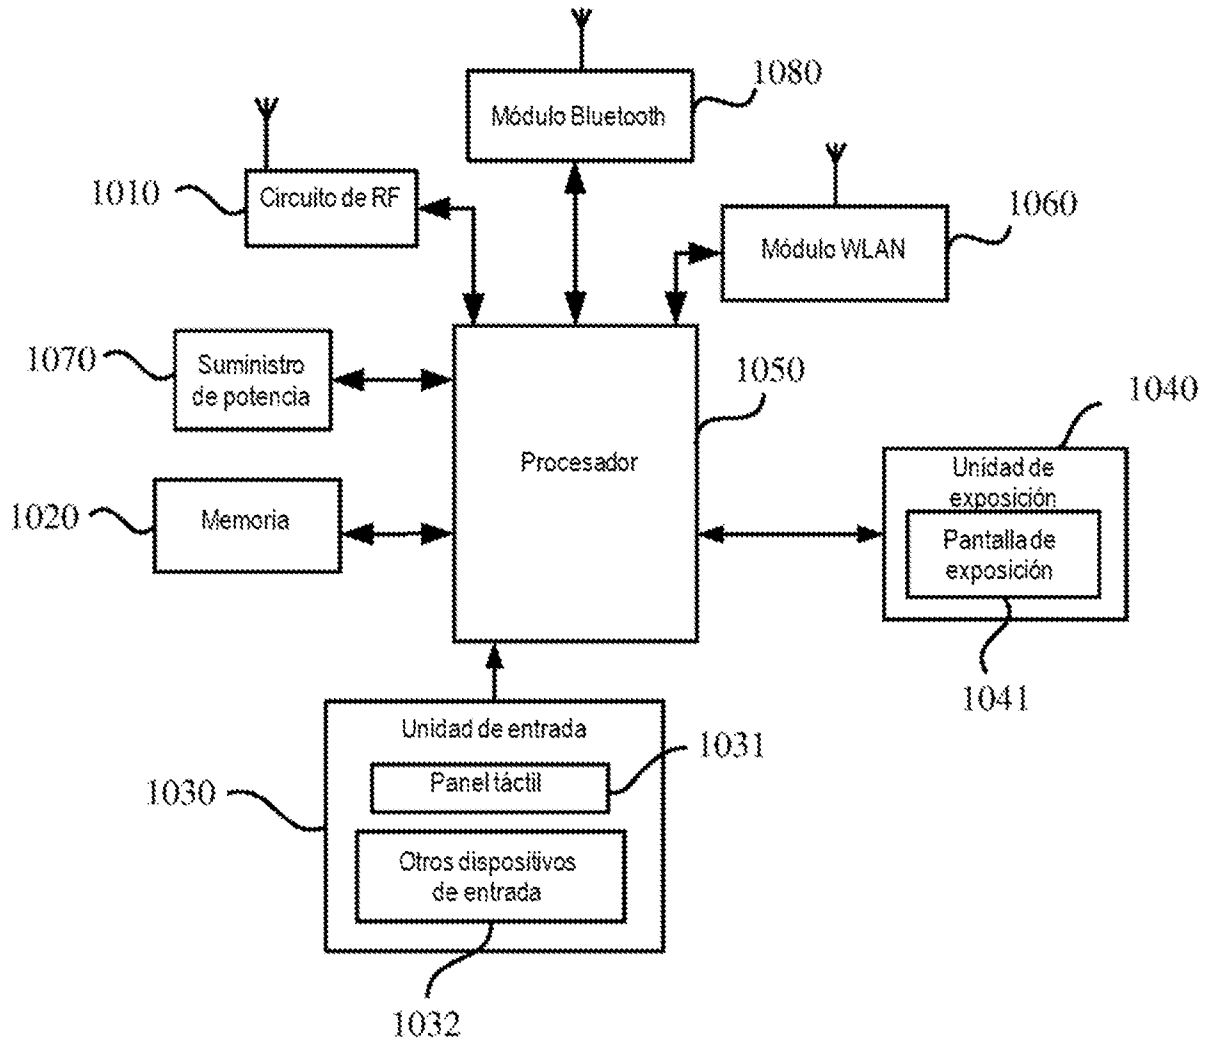 1080
Módulo Bluetooth
1010
Circuito de RF
1060
Módulo WLAN
1070
Suministro
de potencia
1050
1040
Procesador
Unidad de
exposición
1020
Memoria
Pantalla de
exposición
1041
Unidad de entrada
1031
Panel táctil
1030
Otros dispositivos
de entrada
1032